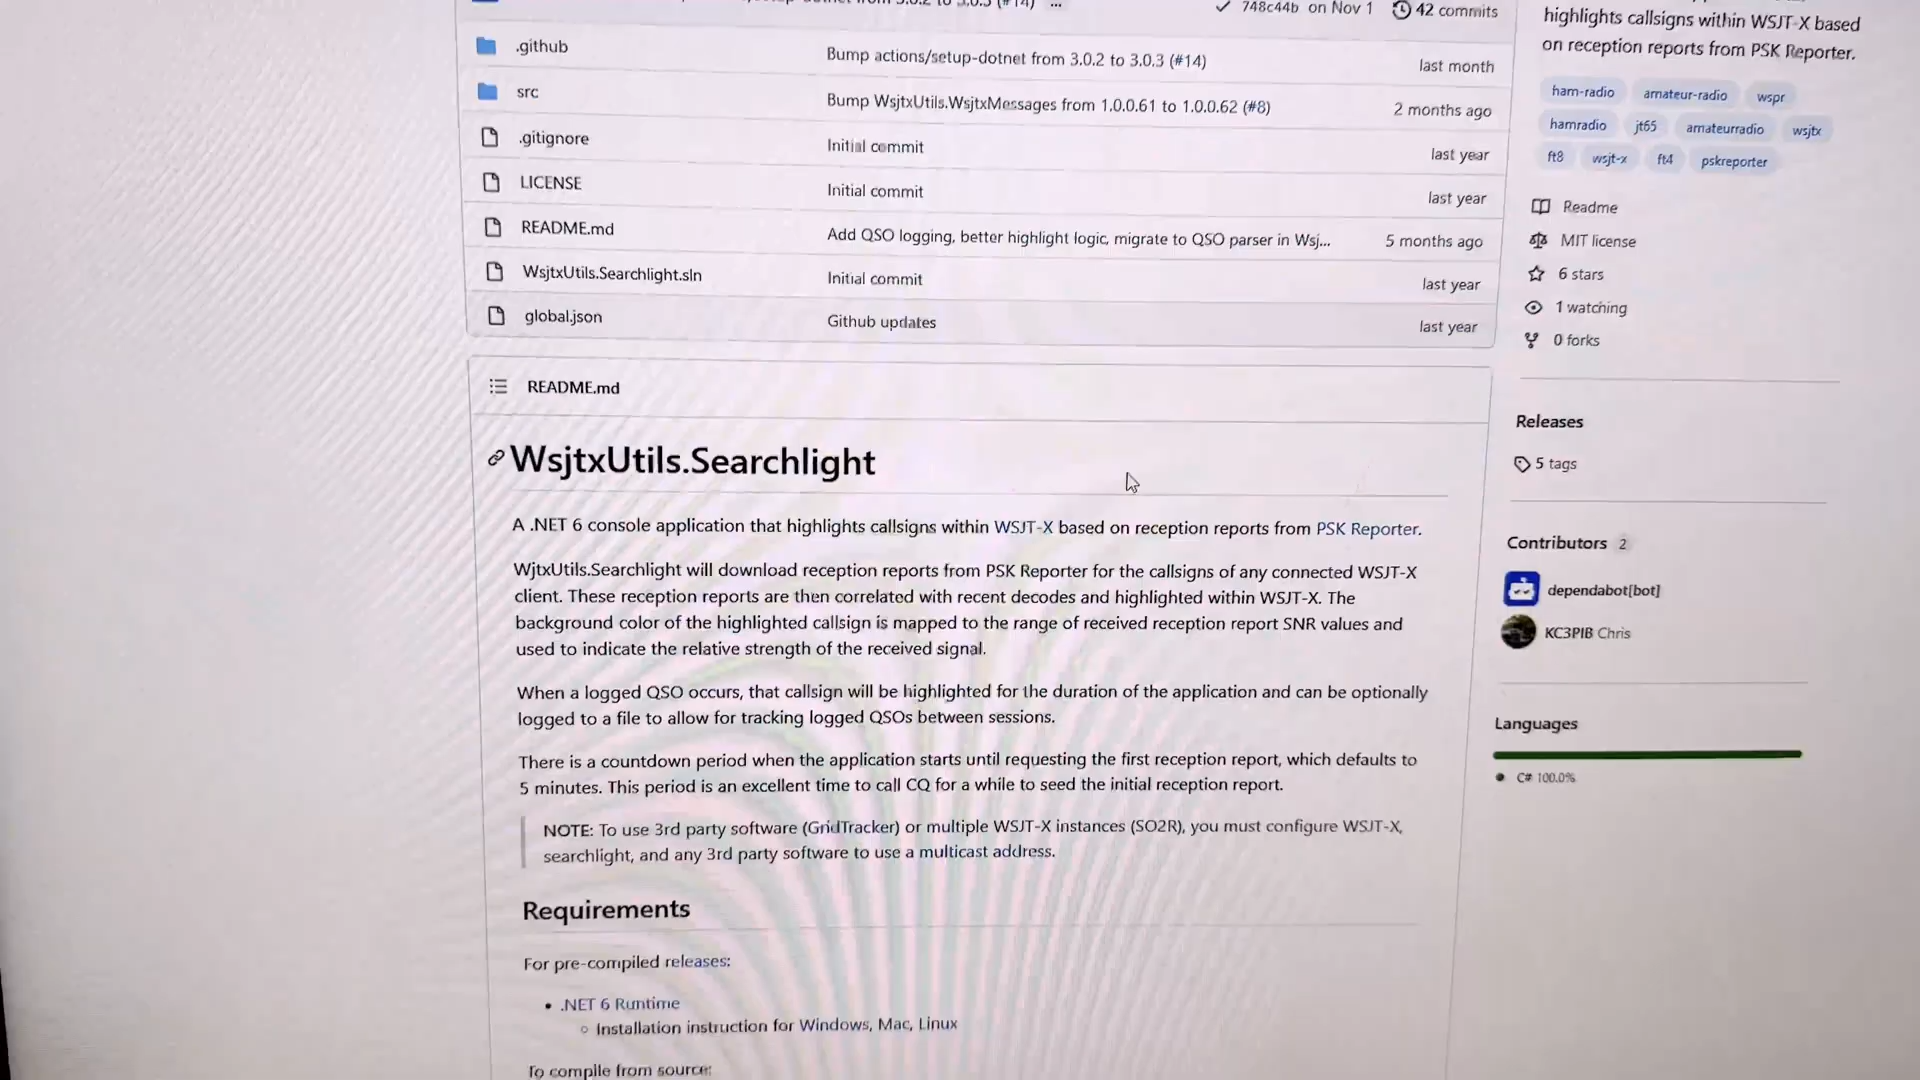 748c44b on Nov 1 42 commits
.github Bump actions/setup-dotnet from 3.0.2 to 3.0.3 (#14) last month
src Bump WsjtxUtils.WsjtxMessages from 1.0.0.61 to 1.0.0.62 (#8) 2 months ago
.gitignore Initial commit last year
LICENSE Initial commit last year
README.md Add QSO logging, better highlight logic, migrate to QSO parser in Wsj... 5 months ago
WsjtxUtils.Searchlight.sln Initial commit last year
global.json Github updates last year
README.md
WsjtxUtils.Searchlight
A .NET 6 console application that highlights callsigns within WSJT-X based on reception reports from PSK Reporter.
WjtxUtils.Searchlight will download reception reports from PSK Reporter for the callsigns of any connected WSJT-X
client. These reception reports are then correlated with recent decodes and highlighted within WSJT-X. The
background color of the highlighted callsign is mapped to the range of received reception report SNR values and
used to indicate the relative strength of the received signal.
When a logged QSO occurs, that callsign will be highlighted for the duration of the application and can be optionally
logged to a file to allow for tracking logged QSOs between sessions.
There is a countdown period when the application starts until requesting the first reception report, which defaults to
5 minutes. This period is an excellent time to call CQ for a while to seed the initial reception report.
NOTE: To use 3rd party software (GridTracker) or multiple WSJT-X instances (SO2R), you must configure WSJT-X,
searchlight, and any 3rd party software to use a multicast address.
Requirements
For pre-compiled releases:
• .NET 6 Runtime
○ Installation instruction for Windows, Mac, Linux
To compile from source:
highlights callsigns within WSJT-X based
on reception reports from PSK Reporter.
ham-radio amateur-radio wspr
hamradio jt65 amateurradio wsjtx
ft8 wsjt-x ft4 pskreporter
Readme
MIT license
6 stars
1 watching
0 forks
Releases
5 tags
Contributors 2
dependabot[bot]
KC3PIB Chris
Languages
C# 100.0%